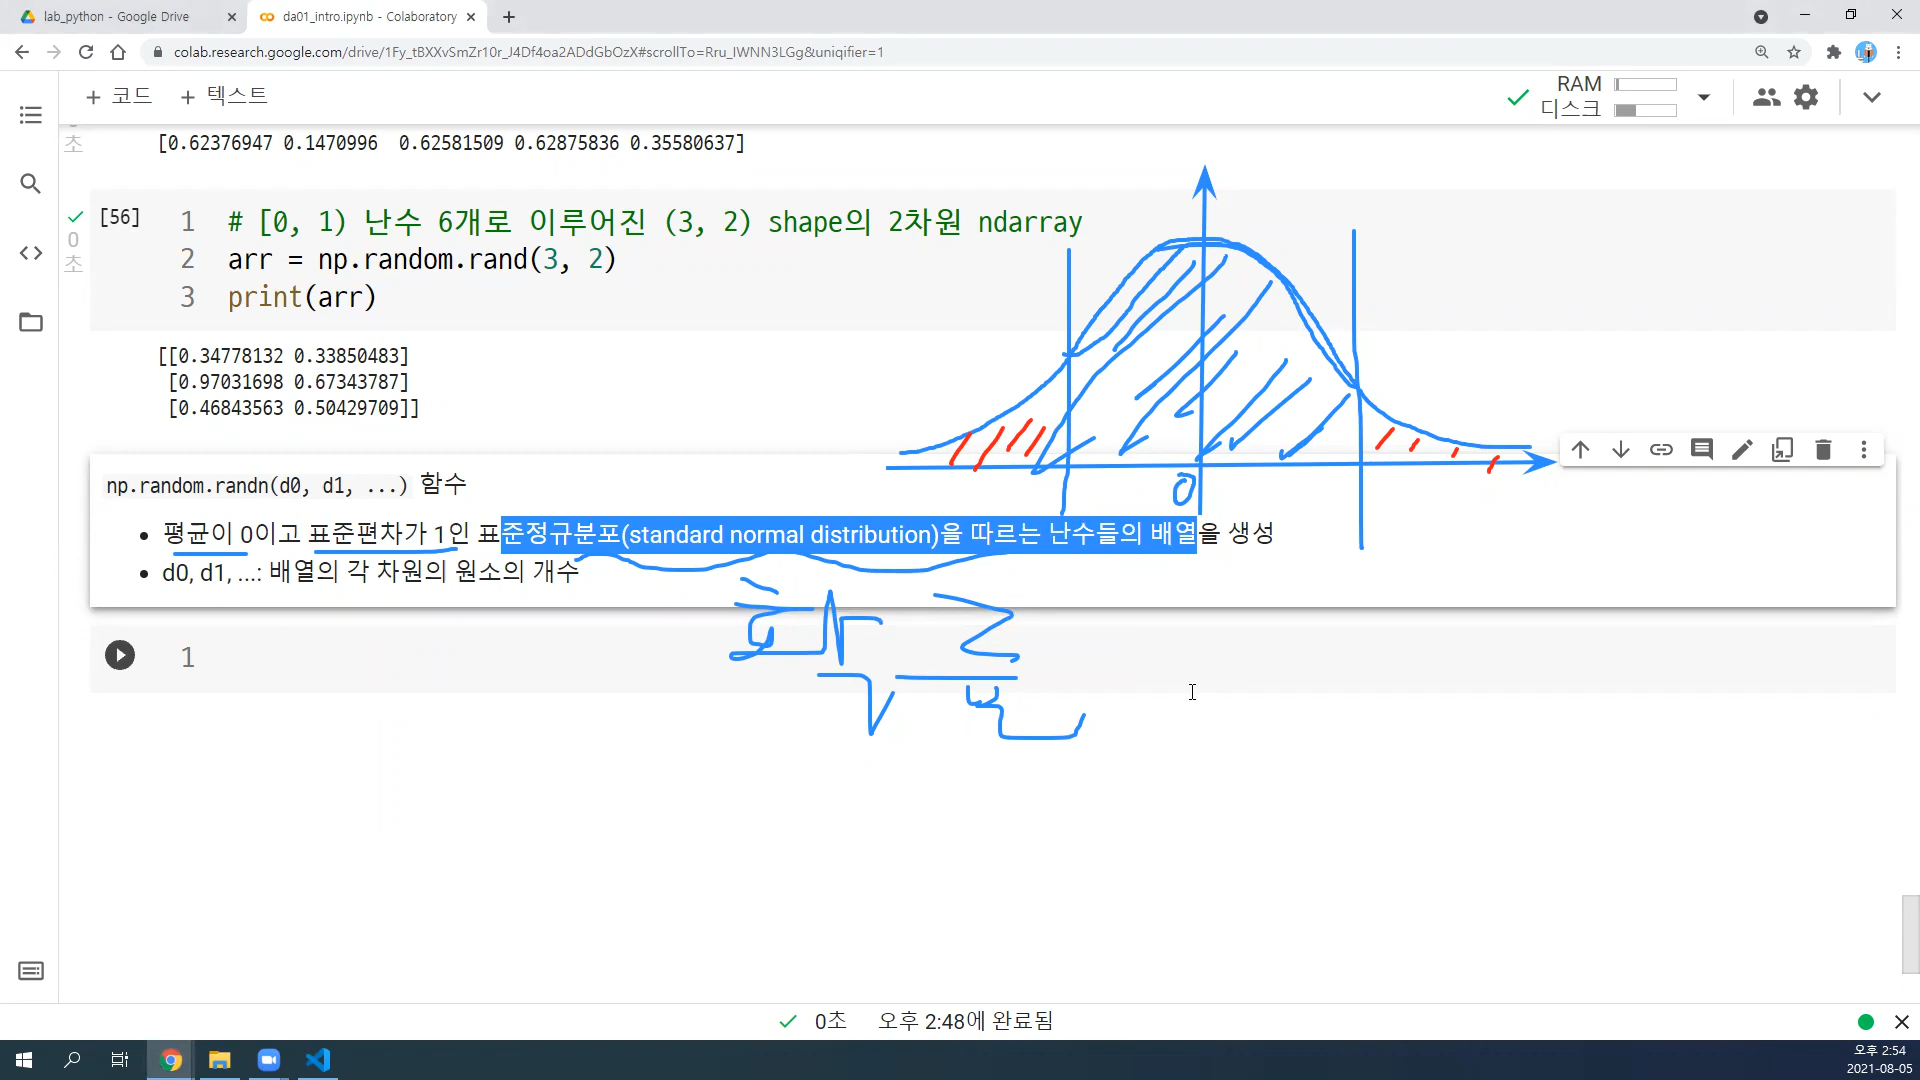 lab_python - Google Drive
da01_intro.ipynb - Colaboratory
colab.research.google.com/drive/1Fy_tBXXvSmZr10r_J4Df4oa2ADdGbOzX#scrollTo=Rru_IWNN3LGg&uniqifier=1
+ 코드 + 텍스트
RAM
디스크
초
[0.62376947 0.1470996  0.62581509 0.62875836 0.35580637]
[56]
0
초
1 # [0, 1) 난수 6개로 이루어진 (3, 2) shape의 2차원 ndarray
2 arr = np.random.rand(3, 2)
3 print(arr)
[[0.34778132 0.33850483]
[0.97031698 0.67343787]
[0.46843563 0.50429709]]
0
np.random.randn(d0, d1, ...) 함수
• 평균이 0이고 표준편차가 1인 표준정규분포(standard normal distribution)을 따르는 난수들의 배열을 생성
• d0, d1, ...: 배열의 각 차원의 원소의 개수
1
0초 오후 2:48에 완료됨
오후 2:54
2021-08-05